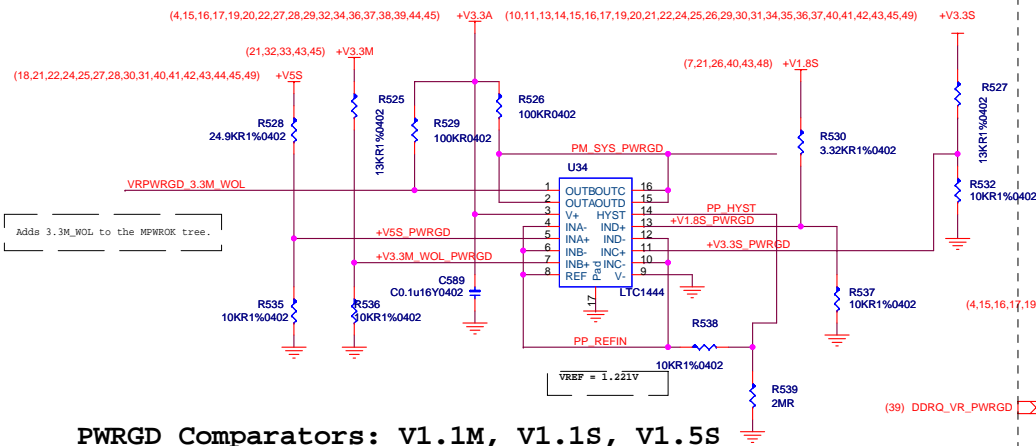 (4,15,16,17,19,20,22,27,28,29,32,34,36,37,38,39,44,45) +V3.3A (10,11,13,14,15,16,17,19,20,21,22,24,25,26,29,30,31,34,35,36,37,40,41,42,43,45,49) +V3.3S
(21,32,33,43,45) +V3.3M
(7,21,26,40,43,48) +V1.8S
(18,21,22,24,25,27,28,30,31,40,41,42,43,44,45,49) +V5S
R528
24.9KR1%0402
R525
13KR1%0402
R529
100KR0402
R526
100KR0402
R530
3.32KR1%0402
R527
13KR1%0402
R532
10KR1%0402
PM_SYS_PWRGD
U34
VRPWRGD_3.3M_WOL
1 OUTB OUTC 16
2 OUTA OUTD 15
3 V+ HYST 14
4 INA- IND+ 13
5 INA+ IND- 12
6 INB- INC+ 11
7 INB+ INC- 10
8 REF Pad V- 9
17
LTC1444
PP_HYST
+V1.8S_PWRGD
+V3.3S_PWRGD
Adds 3.3M_WOL to the MPWROK tree.
+V5S_PWRGD
+V3.3M_WOL_PWRGD
C589
C0.1u16Y0402
R535
10KR1%0402
R536
10KR1%0402
R537
10KR1%0402
(4,15,16,17,19
R538
10KR1%0402
PP_REFIN
VREF = 1.221V
R539
2MR
(39) DDRQ_VR_PWRGD
PWRGD Comparators: V1.1M, V1.1S, V1.5S